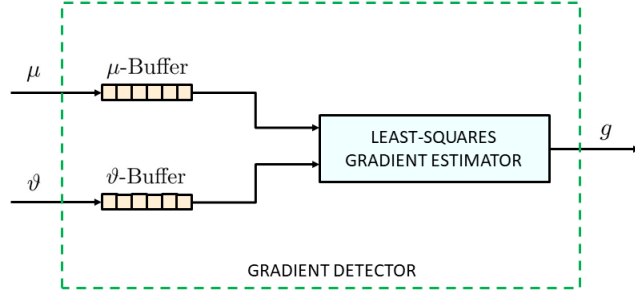 μ
μ-Buffer
LEAST-SQUARES
GRADIENT ESTIMATOR
g
ϑ
ϑ-Buffer
GRADIENT DETECTOR